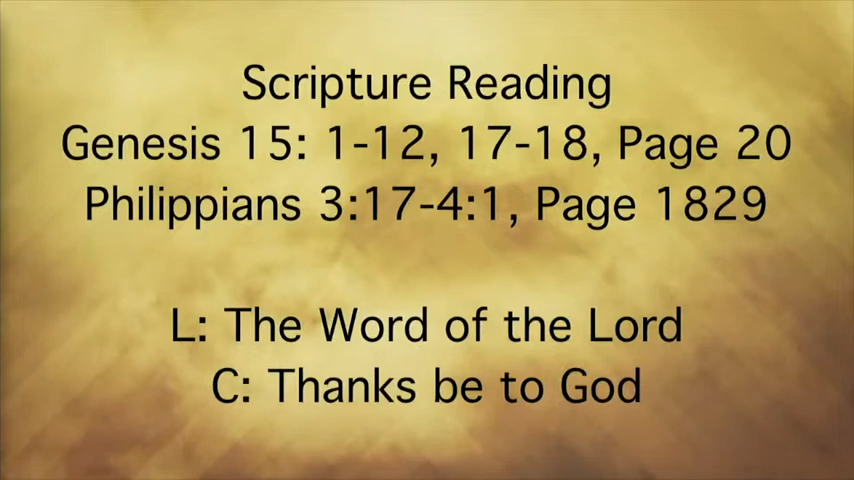 Scripture Reading
Genesis 15: 1-12, 17-18, Page 20
Philippians 3:17-4:1, Page 1829
L: The Word of the Lord
C: Thanks be to God